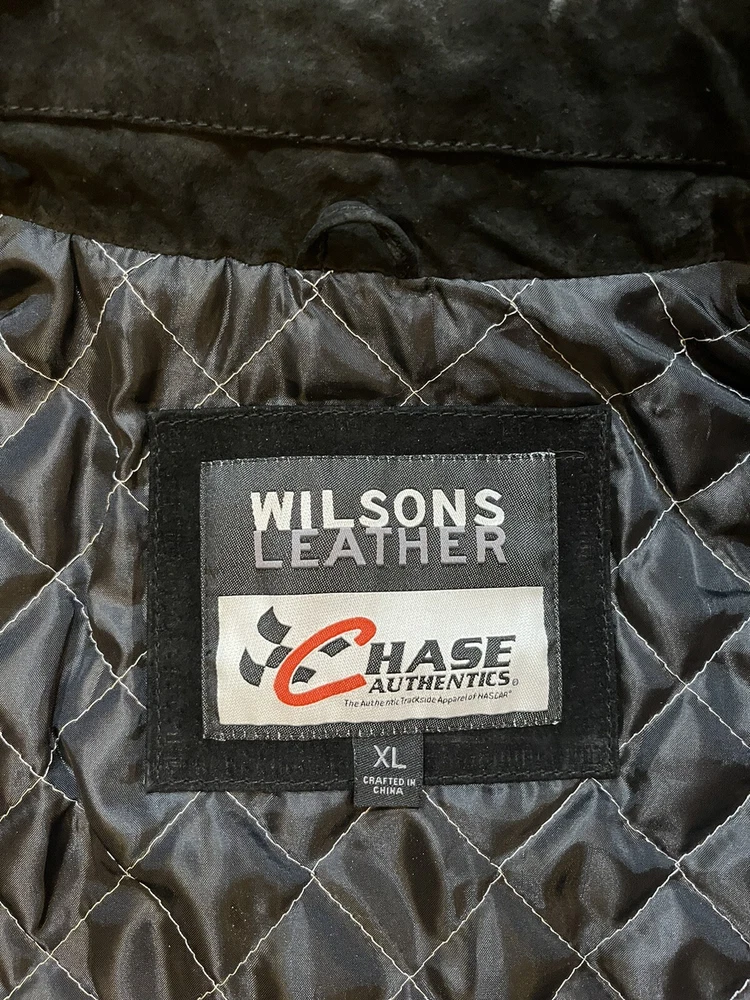 WILSONS
LEATHER
CHASE
AUTHENTICS®
The Authentic Trackside Apparel of NASCAR®
XL
CRAFTED IN
CHINA